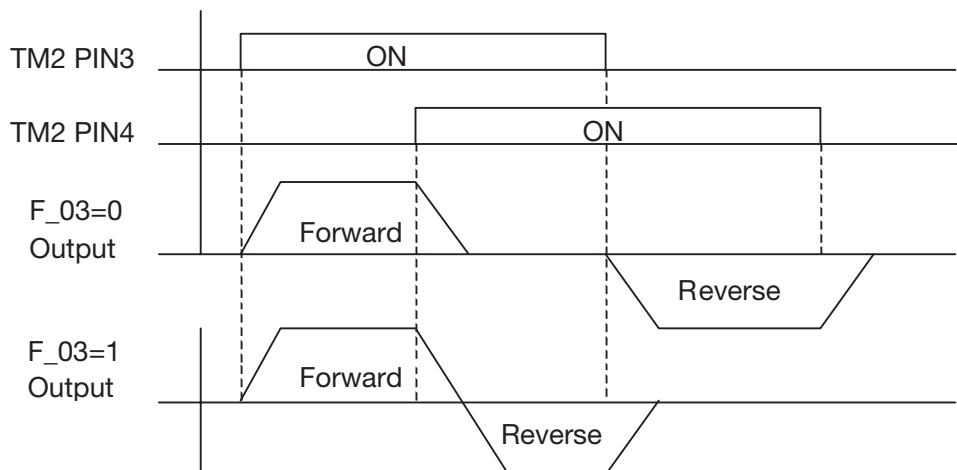 TM2 PIN3
ON
TM2 PIN4
ON
F_03=0
Output
Forward
Reverse
F_03=1
Output
Forward
Reverse